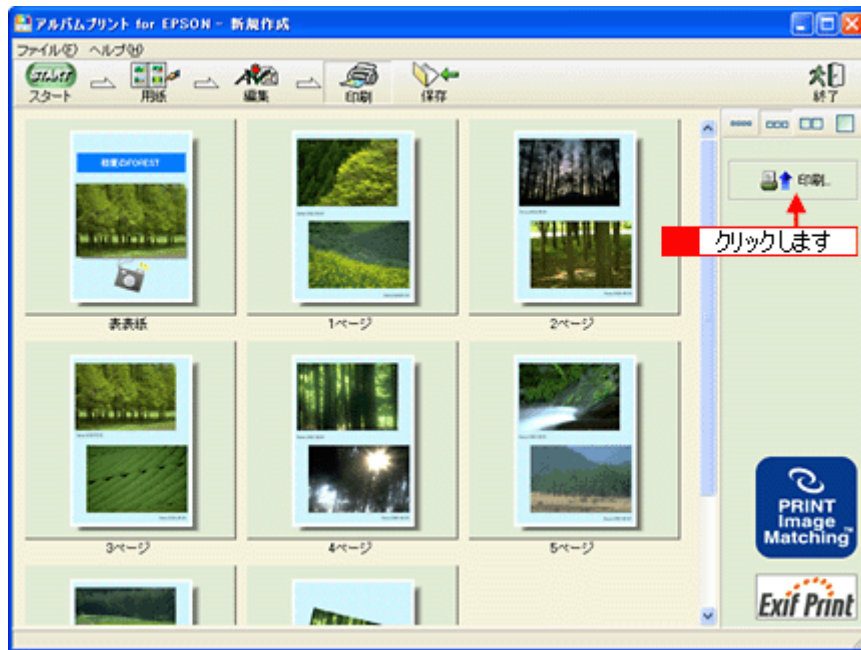 アルバムプリント for EPSON - 新規作成
ファイル(F) ヘルプ(H)
スタート
用紙
編集
印刷
保存
終了
印刷...
クリックします
表表紙
1ページ
2ページ
3ページ
4ページ
5ページ
PRINT
Image
Matching
Exif Print